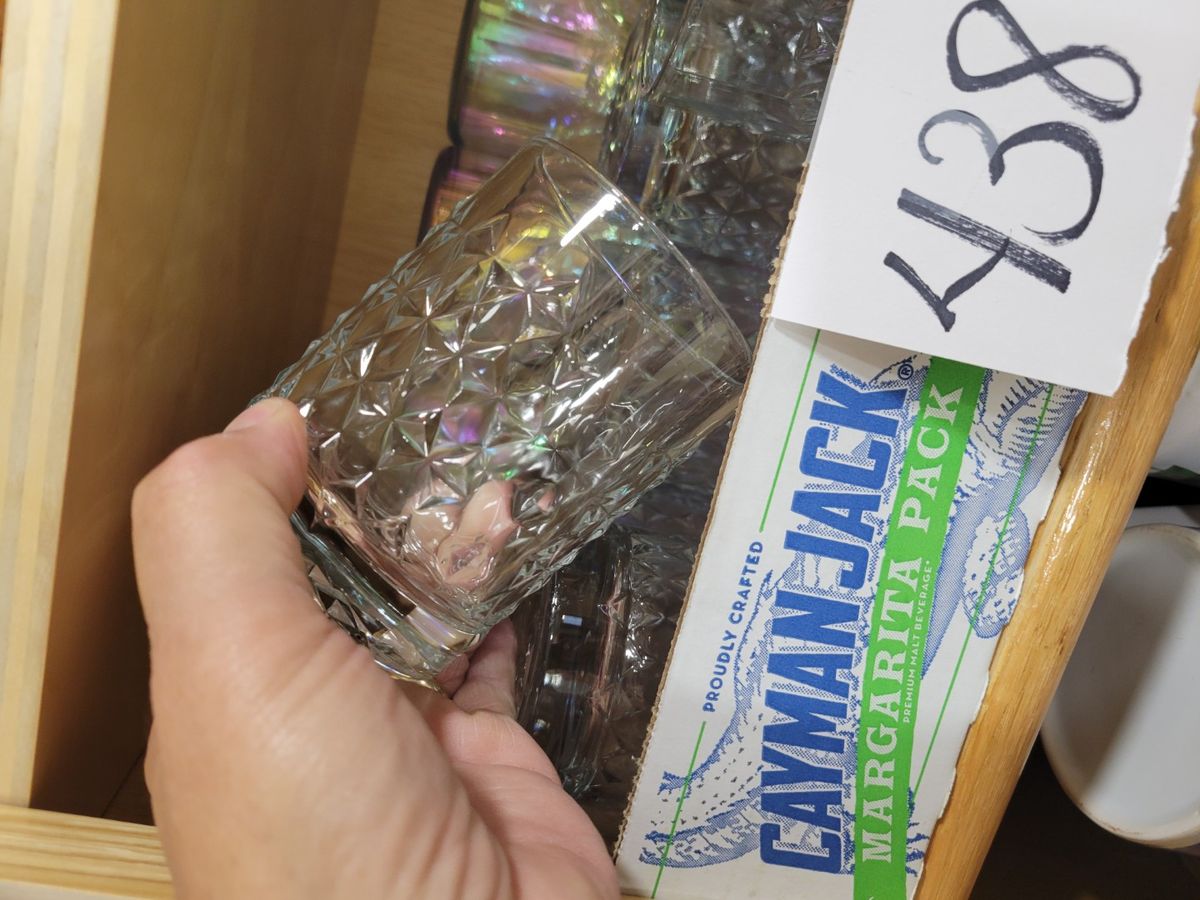 438
PROUDLY CRAFTED
CAYMAN JACK®
MARGARITA PACK
PREMIUM MALT BEVERAGE*